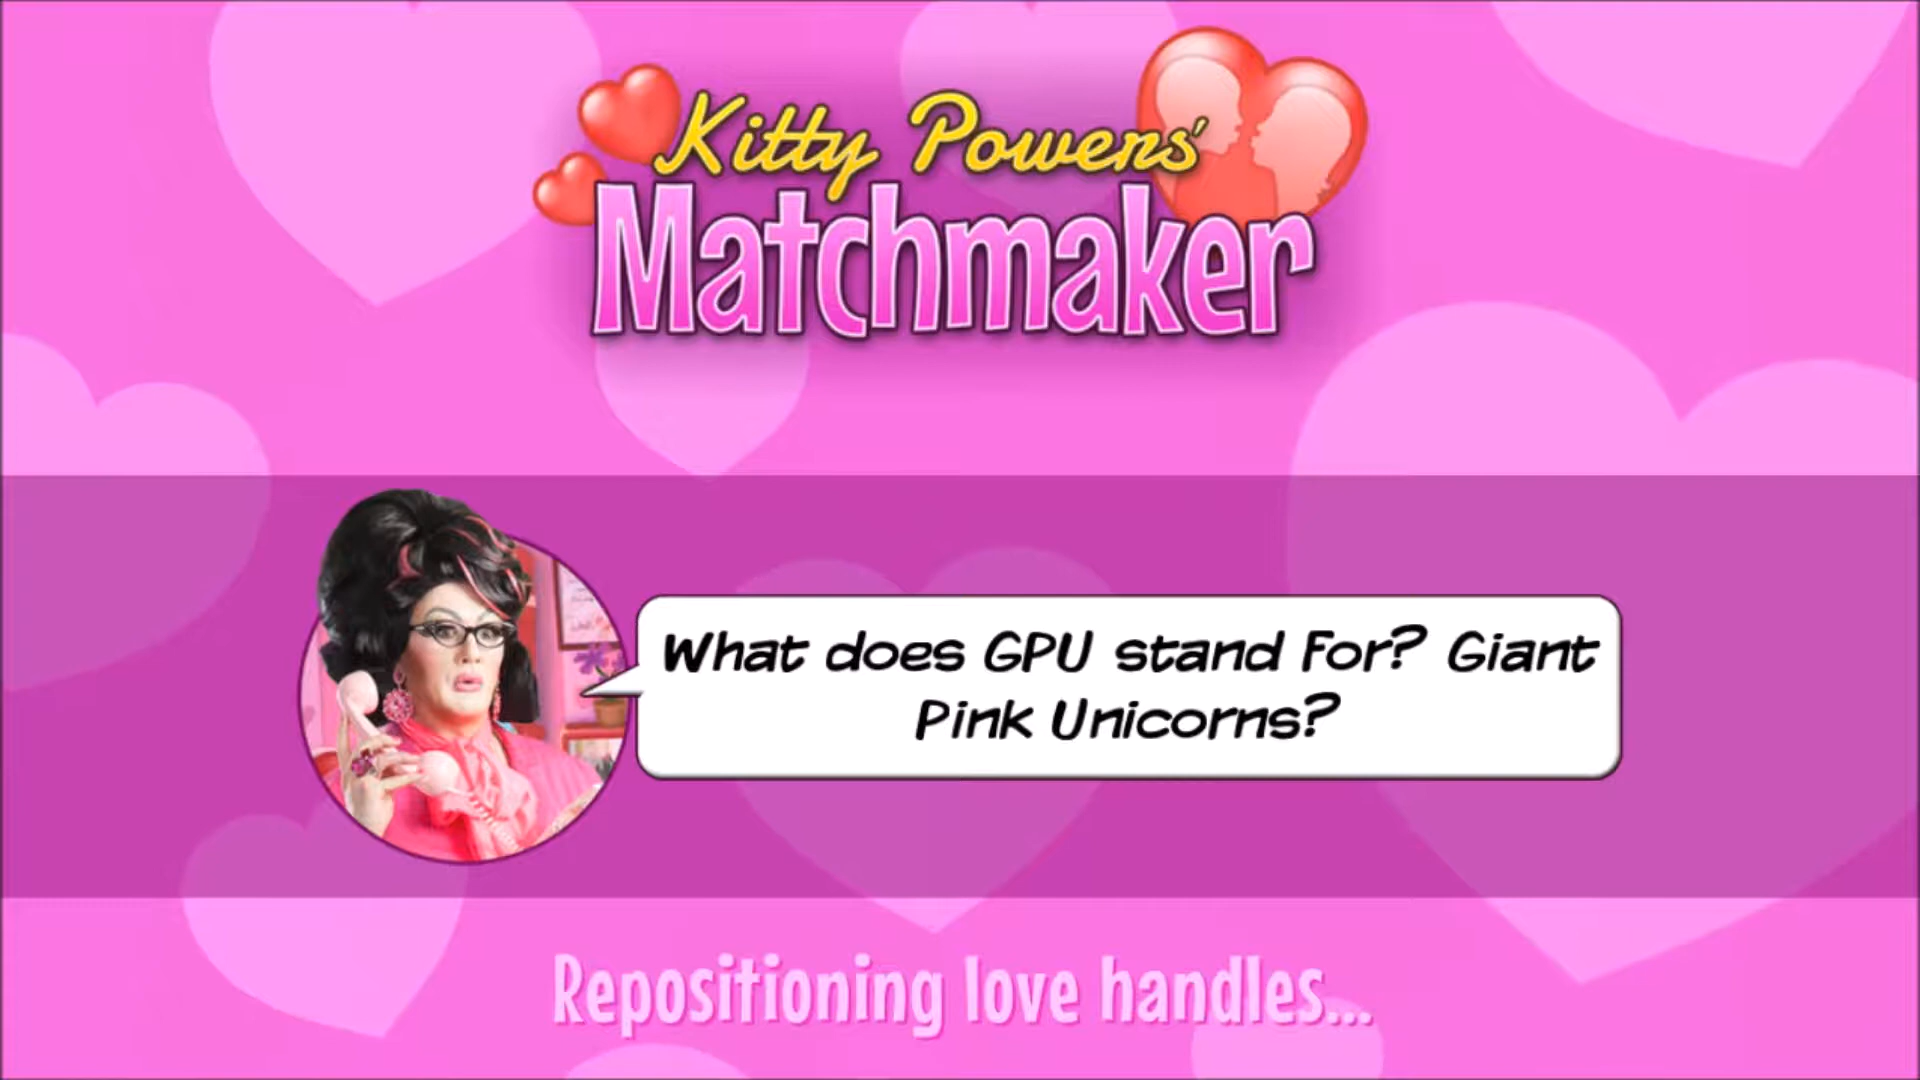 Kitty Powers'
Matchmaker
What does GPU stand for? Giant
Pink Unicorns?
Repositioning love handles...